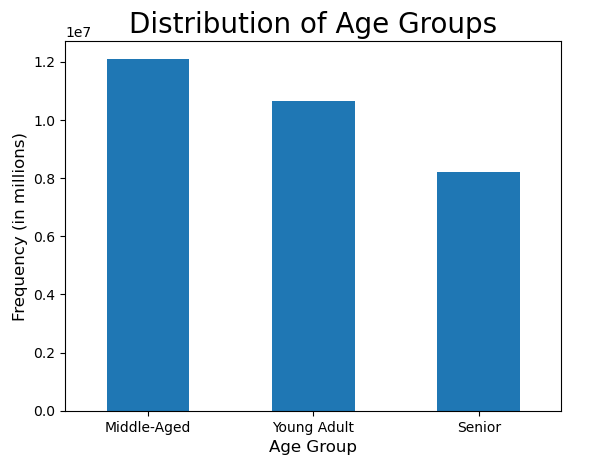 Distribution of Age Groups
1e7
1.2
1.0
0.8
0.6
0.4
0.2
0.0
Frequency (in millions)
Middle-Aged Young Adult Senior
Age Group